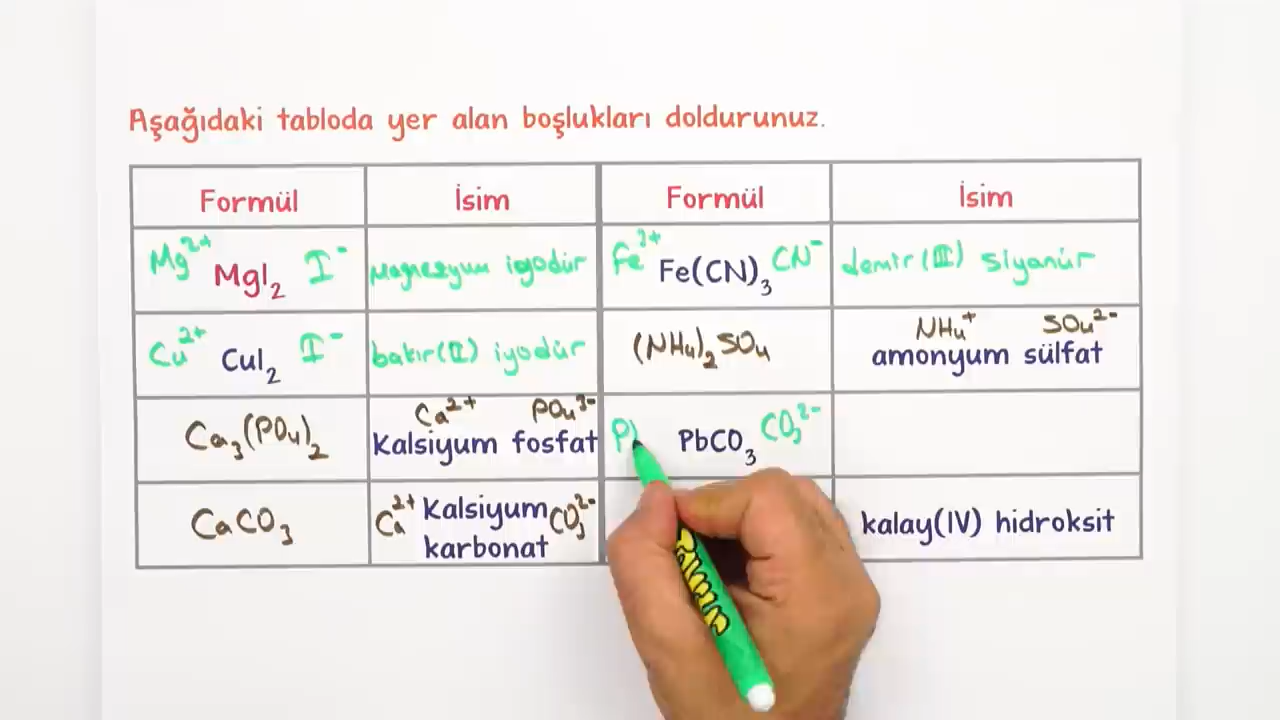 Aşağıdaki tabloda yer alan boşlukları doldurunuz.
Formül İsim Formül İsim
Mg²⁺ MgI₂ I⁻ Magnezyum iyodür Fe³⁺ Fe(CN)₃ CN⁻ demir(III) siyanür
Cu²⁺ CuI₂ I⁻ bakır(II) iyodür (NH₄)₂SO₄ NH₄⁺ SO₄²⁻
amonyum sülfat
Ca₃(PO₄)₂ Ca²⁺ PO₄³⁻
Kalsiyum fosfat P PbCO₃ CO₃²⁻
CaCO₃ Ca²⁺ Kalsiyum CO₃²⁻ kalay(IV) hidroksit
karbonat